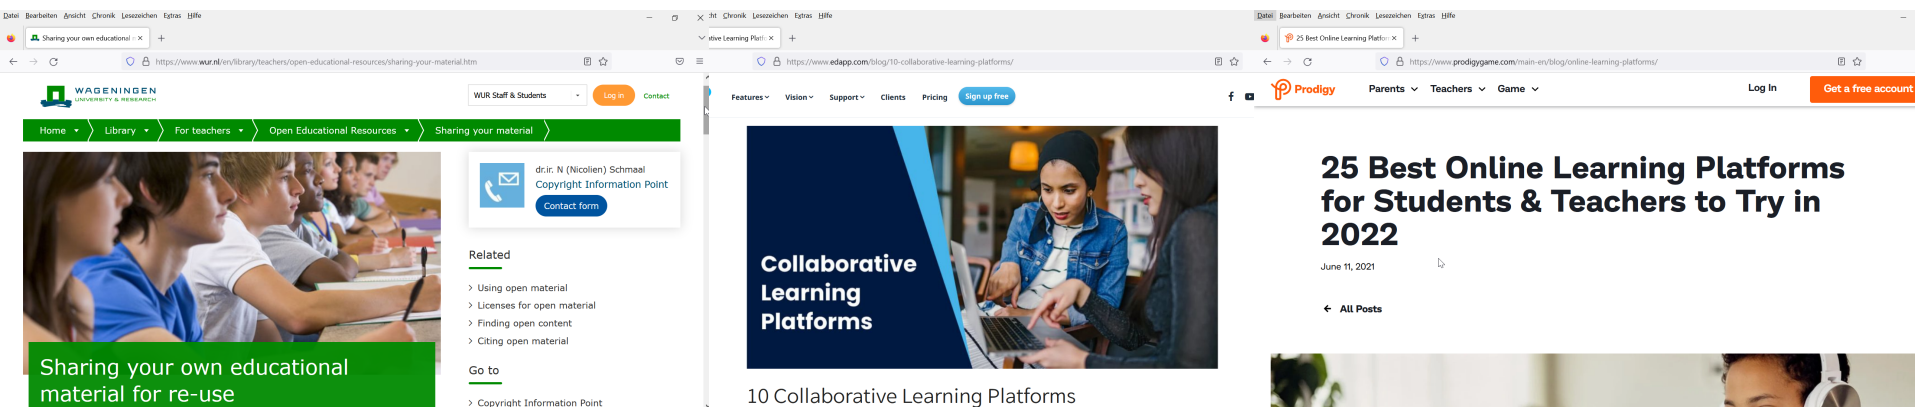 Datei Bearbeiten Ansicht Chronik Lesezeichen Extras Hilfe
Sharing your own educational
https://www.wur.nl/en/library/teachers/open-educational-resources/sharing-your-material.htm
WAGENINGEN
UNIVERSITY & RESEARCH
WUR Staff & Students
Log in
Contact
Home
Library
For teachers
Open Educational Resources
Sharing your material
dr.ir. N (Nicolien) Schmaal
Copyright Information Point
Contact form
Related
Using open material
Licenses for open material
Finding open content
Citing open material
Go to
Copyright Information Point
Sharing your own educational
material for re-use
ht Chronik Lesezeichen Extras Hilfe
ative Learning Platfo
https://www.edapp.com/blog/10-collaborative-learning-platforms/
Features
Vision
Support
Clients
Pricing
Sign up free
Collaborative
Learning
Platforms
10 Collaborative Learning Platforms
Datei Bearbeiten Ansicht Chronik Lesezeichen Extras Hilfe
25 Best Online Learning Platfor
https://www.prodigygame.com/main-en/blog/online-learning-platforms/
Prodigy
Parents
Teachers
Game
Log In
Get a free account
25 Best Online Learning Platforms
for Students & Teachers to Try in
2022
June 11, 2021
All Posts